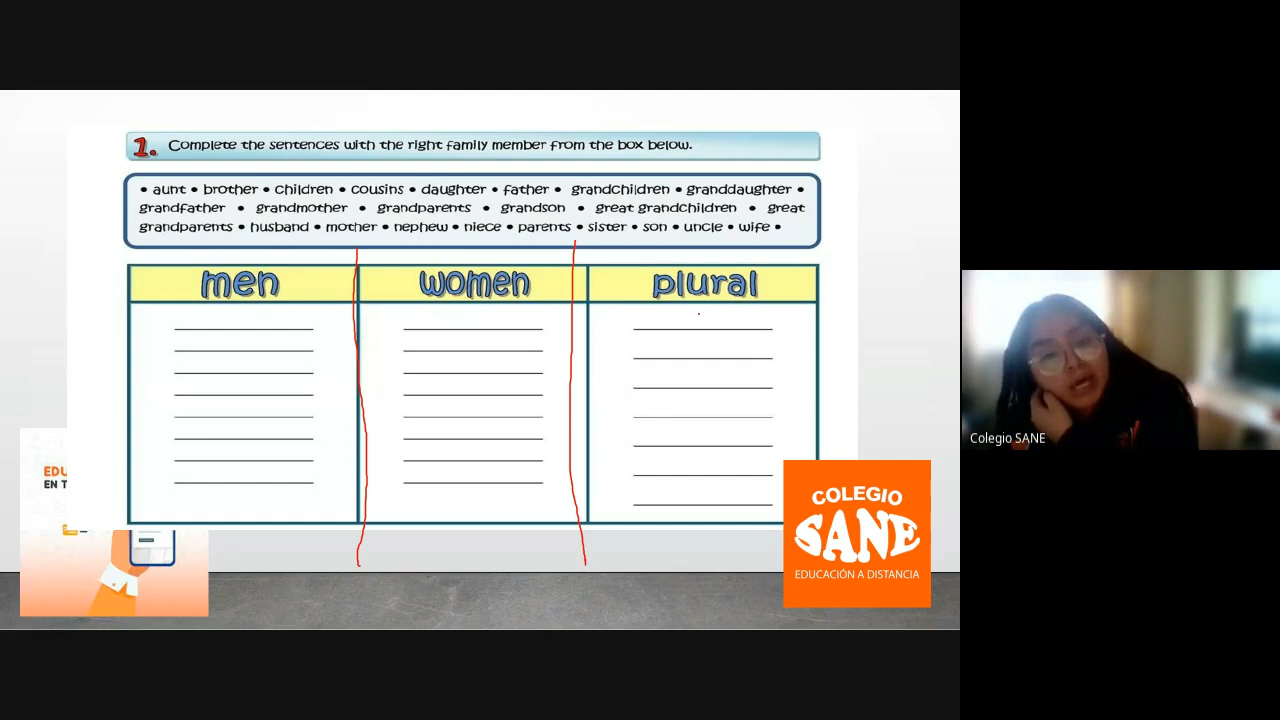 1. Complete the sentences with the right family member from the box below.
• aunt • brother • children • cousins • daughter • father • grandchildren • granddaughter •
grandfather • grandmother • grandparents • grandson • great grandchildren • great
grandparents • husband • mother • nephew • niece • parents • sister • son • uncle • wife •
men women plural
EDU
EN T
COLEGIO
SANE
EDUCACIÓN A DISTANCIA
Colegio SANE